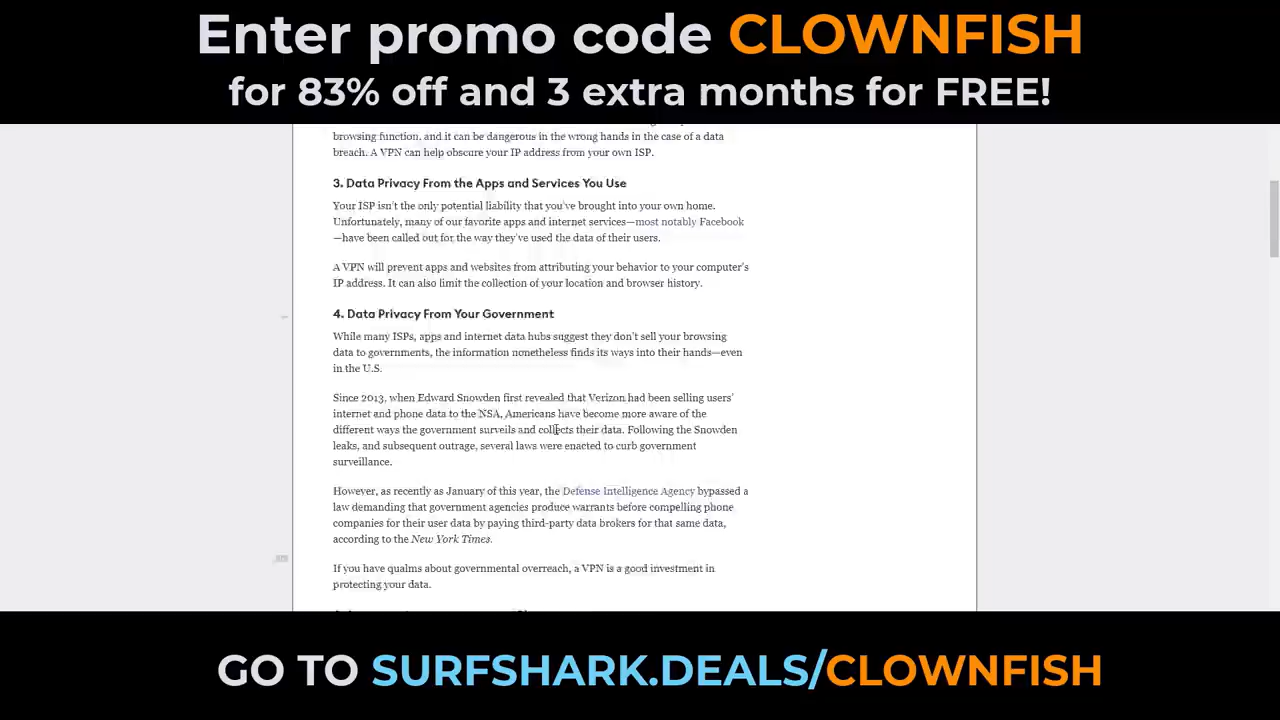 Enter promo code CLOWNFISH
for 83% off and 3 extra months for FREE!
browsing function, and it can be dangerous in the wrong hands in the case of a data
breach. A VPN can help obscure your IP address from your own ISP.
3. Data Privacy From the Apps and Services You Use
Your ISP isn't the only potential liability that you've brought into your own home.
Unfortunately, many of our favorite apps and internet services—most notably Facebook
—have been called out for the way they've used the data of their users.
A VPN will prevent apps and websites from attributing your behavior to your computer's
IP address. It can also limit the collection of your location and browser history.
4. Data Privacy From Your Government
While many ISPs, apps and internet data hubs suggest they don't sell your browsing
data to governments, the information nonetheless finds its ways into their hands—even
in the U.S.
Since 2013, when Edward Snowden first revealed that Verizon had been selling users'
internet and phone data to the NSA, Americans have become more aware of the
different ways the government surveils and collects their data. Following the Snowden
leaks, and subsequent outrage, several laws were enacted to curb government
surveillance.
However, as recently as January of this year, the Defense Intelligence Agency bypassed a
law demanding that government agencies produce warrants before compelling phone
companies for their user data by paying third-party data brokers for that same data,
according to the New York Times.
If you have qualms about governmental overreach, a VPN is a good investment in
protecting your data.
GO TO SURFSHARK.DEALS/CLOWNFISH